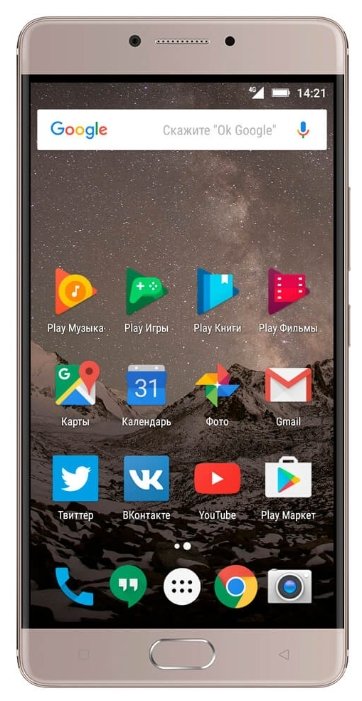 4G 14:21
Google Скажите "Ok Google"
Play Музыка Play Игры Play Книги Play Фильмы
G 31
Карты Календарь Фото Gmail
Твиттер ВКонтакте YouTube Play Маркет